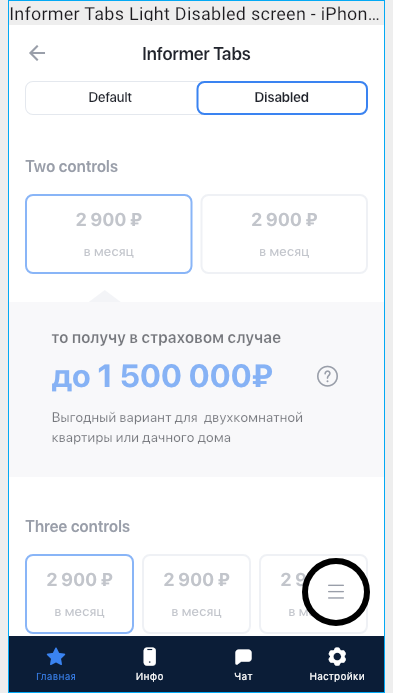 Informer Tabs Light Disabled screen - iPhon...
Informer Tabs
Default
Disabled
Two controls
2 900 ₽
в месяц
2 900 ₽
в месяц
то получу в страховом случае
до 1 500 000₽
?
Выгодный вариант для двухкомнатной
квартиры или дачного дома
Three controls
2 900 ₽
в месяц
2 900 ₽
в месяц
2 9
в м
Главная
Инфо
Чат
Настройки